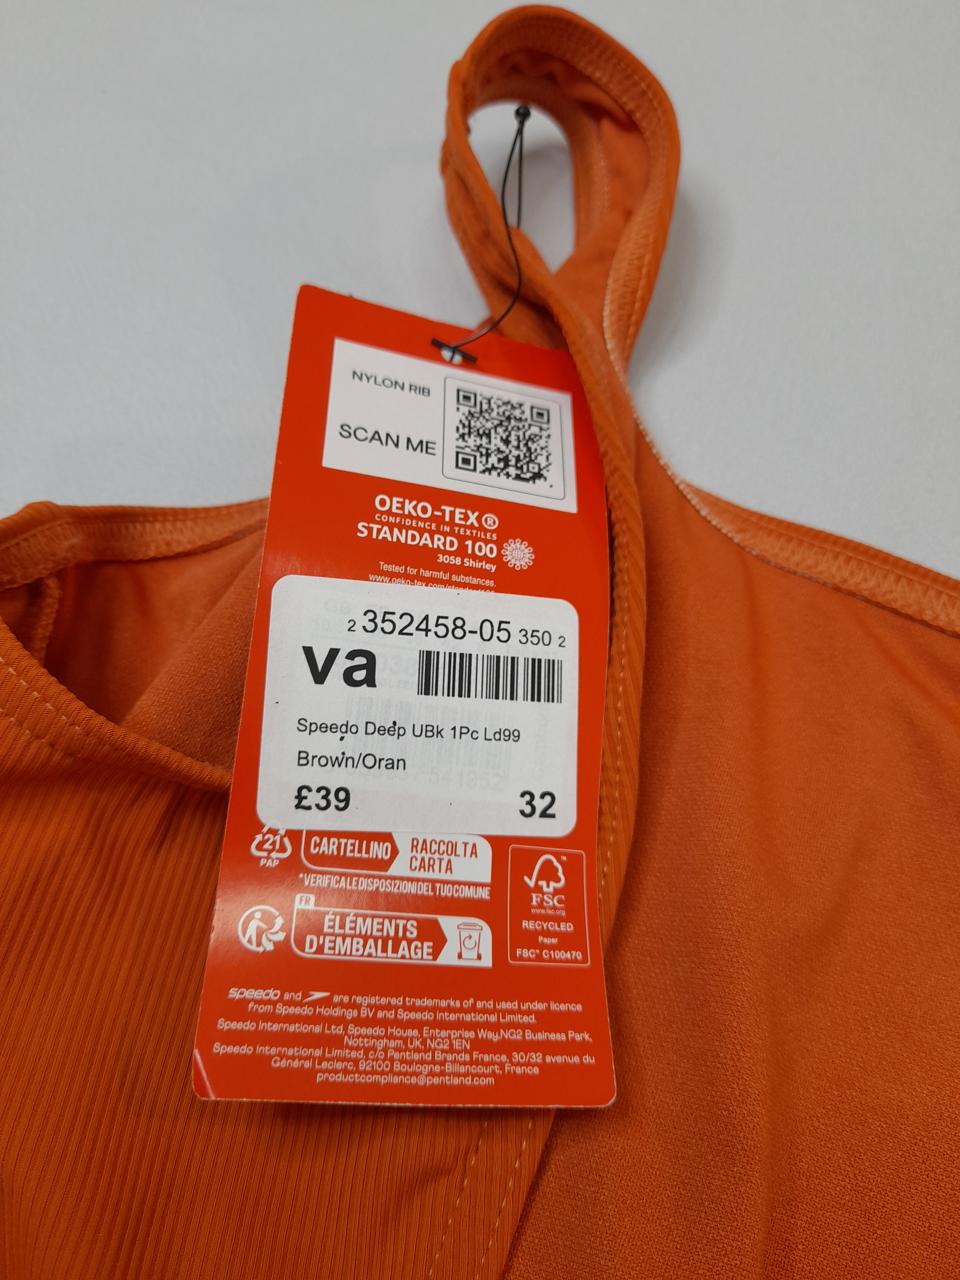 NYLON RIB
SCAN ME
OEKO-TEX®
CONFIDENCE IN TEXTILES
STANDARD 100
3058 Shirley
Tested for harmful substances.
2 352458-05 350 2
va
Speedo Deep UBk 1Pc Ld99
Brown/Oran
£39 32
21
PAP
CARTELLINO RACCOLTA CARTA
*VERIFICA LE DISPOSIZIONI DEL TUO COMUNE
FR
ÉLÉMENTS
D'EMBALLAGE
FSC
www.fsc.org
RECYCLED
Paper
FSC™ C100470
speedo and are registered trademarks of and used under licence
from Speedo Holdings BV and Speedo International Limited.
Speedo International Ltd, Speedo House, Enterprise Way, NG2 Business Park,
Nottingham, UK, NG2 1EN
Speedo International Limited, c/o Pentland Brands France, 30/32 avenue du
Général Leclerc, 92100 Boulogne-Billancourt, France
productcompliance@pentland.com